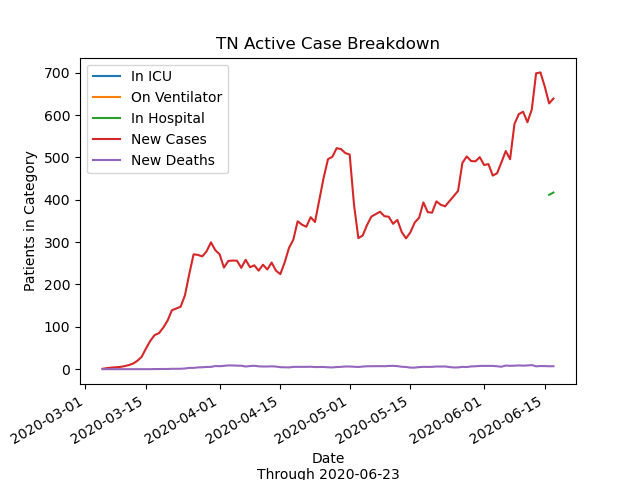 TN Active Case Breakdown
In ICU
On Ventilator
In Hospital
New Cases
New Deaths
Patients in Category
700
600
500
400
300
200
100
0
2020-03-01
2020-03-15
2020-04-01
2020-04-15
2020-05-01
2020-05-15
2020-06-01
2020-06-15
Date
Through 2020-06-23